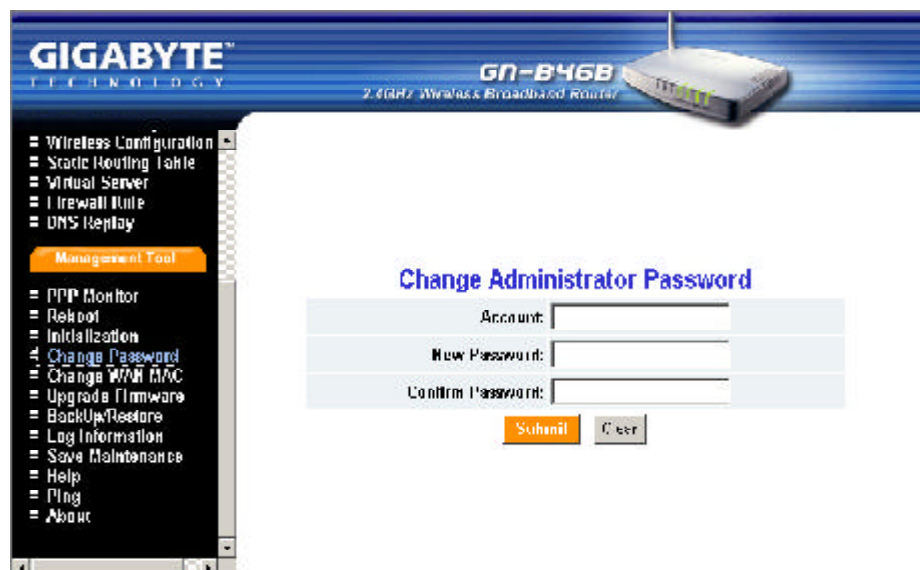 GIGABYTE™
TECHNOLOGY
GN-B46B
2.4GHz Wireless Broadband Router
Wireless Configuration
Static Routing Table
Virtual Server
Firewall Rule
DNS Replay
Management Tool
PPP Monitor
Reboot
Initialization
Change Password
Change WAN MAC
Upgrade Firmware
BackUp/Restore
Log Information
Save Maintenance
Help
Ping
About
Change Administrator Password
Account:
New Password:
Confirm Password:
Submit
Clear